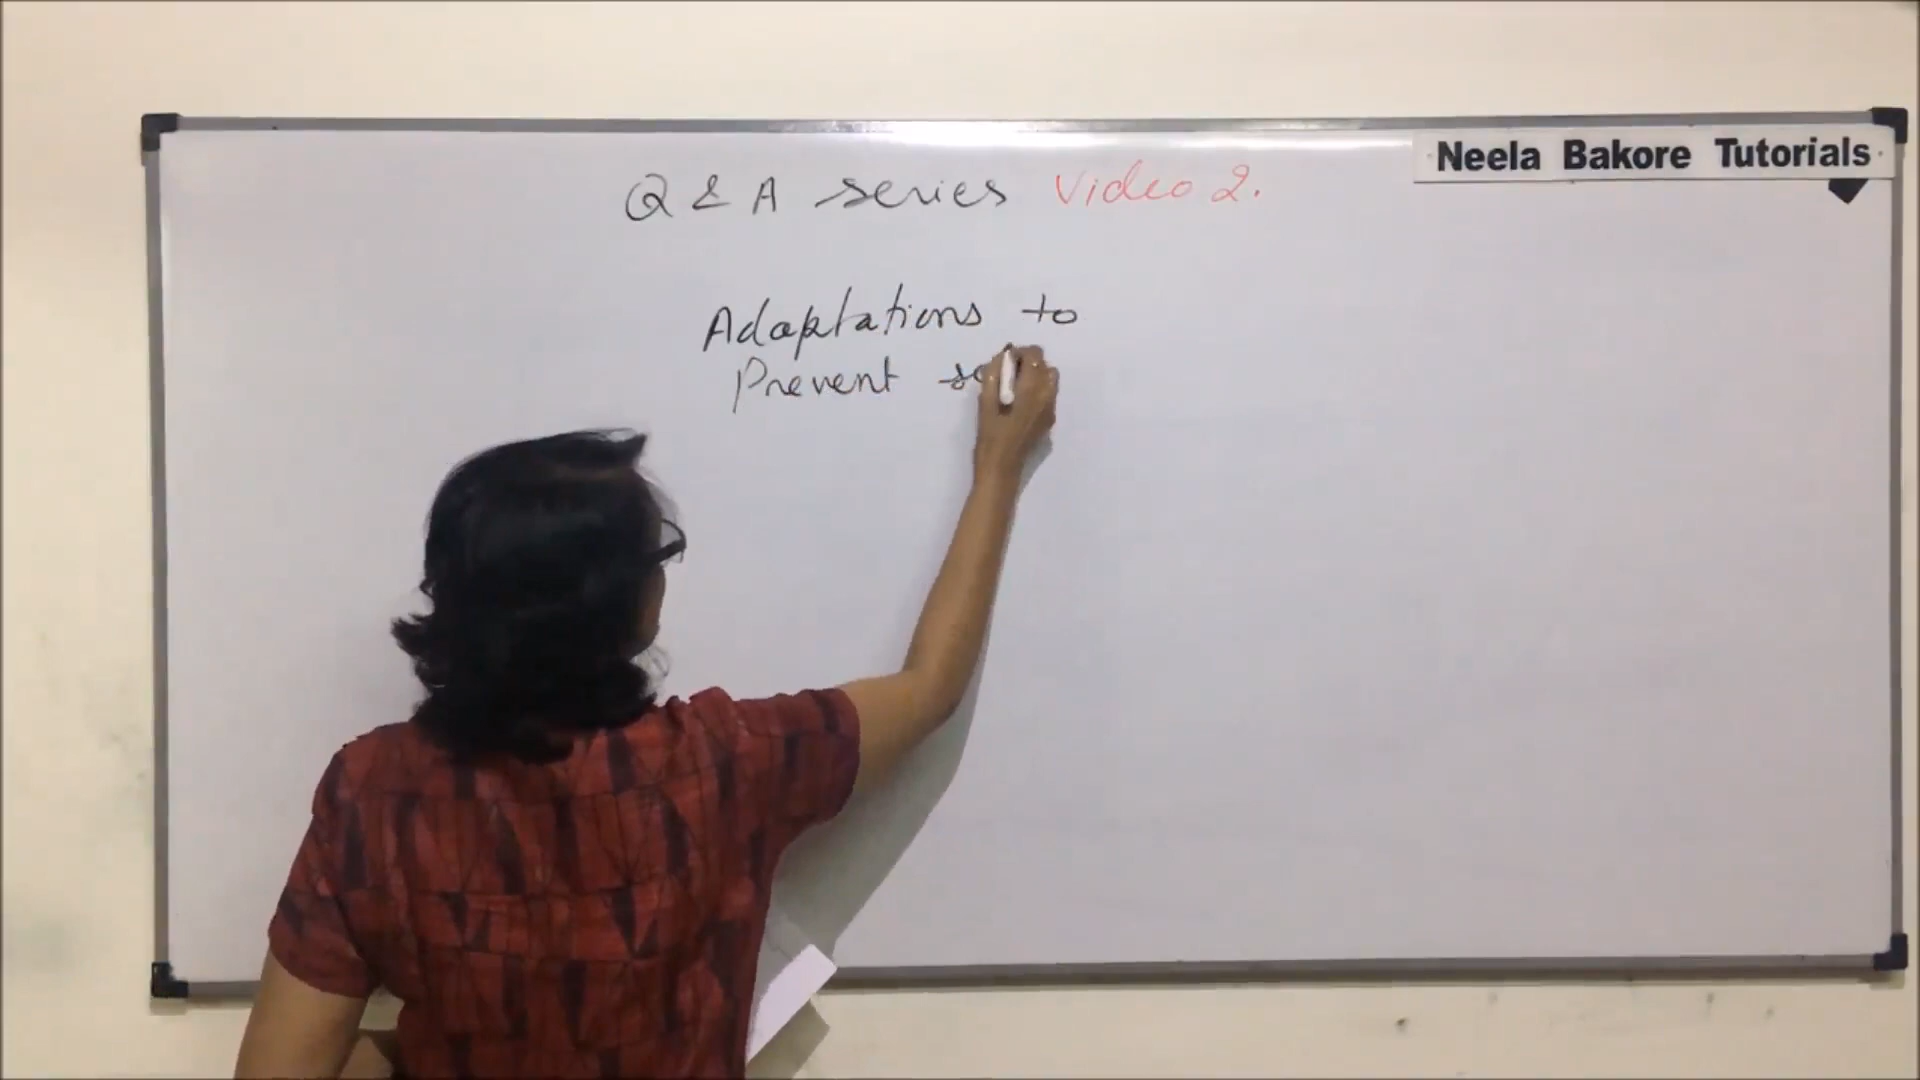 Neela Bakore Tutorials
Q & A series Video 2.
Adaptations to
Prevent